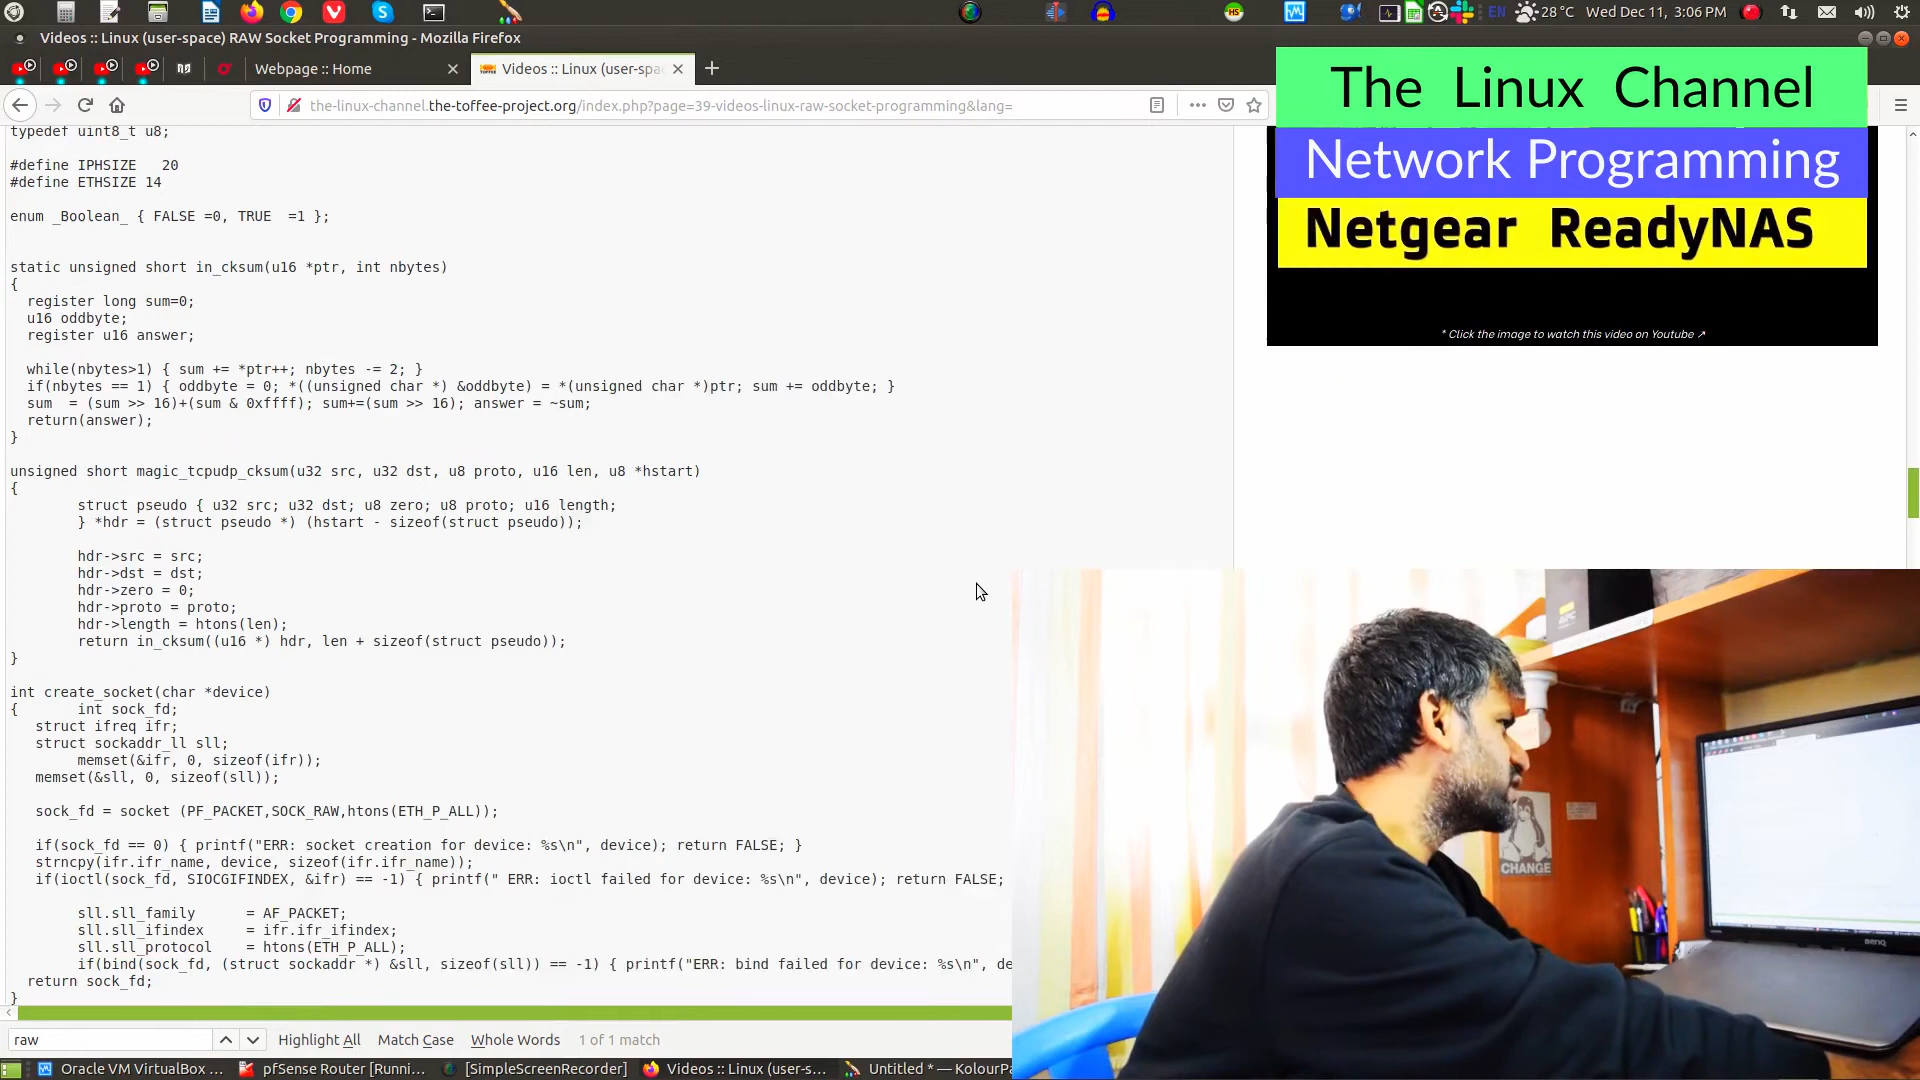 EN
28 °C
Wed Dec 11, 3:06 PM
Videos :: Linux (user-space) RAW Socket Programming - Mozilla Firefox
Webpage :: Home
Videos :: Linux (user-spa
the-linux-channel.the-toffee-project.org/index.php?page=39-videos-linux-raw-socket-programming&lang=
The Linux Channel
Network Programming
Netgear ReadyNAS
* Click the image to watch this video on Youtube ↗
typedef uint8_t u8;
#define IPHSIZE 20
#define ETHSIZE 14
enum _Boolean_ { FALSE =0, TRUE =1 };
static unsigned short in_cksum(u16 *ptr, int nbytes)
{
register long sum=0;
u16 oddbyte;
register u16 answer;
while(nbytes>1) { sum += *ptr++; nbytes -= 2; }
if(nbytes == 1) { oddbyte = 0; *((unsigned char *) &oddbyte) = *(unsigned char *)ptr; sum += oddbyte; }
sum = (sum >> 16)+(sum & 0xffff); sum+=(sum >> 16); answer = ~sum;
return(answer);
}
unsigned short magic_tcpudp_cksum(u32 src, u32 dst, u8 proto, u16 len, u8 *hstart)
{
struct pseudo { u32 src; u32 dst; u8 zero; u8 proto; u16 length;
} *hdr = (struct pseudo *) (hstart - sizeof(struct pseudo));
hdr->src = src;
hdr->dst = dst;
hdr->zero = 0;
hdr->proto = proto;
hdr->length = htons(len);
return in_cksum((u16 *) hdr, len + sizeof(struct pseudo));
}
int create_socket(char *device)
{ int sock_fd;
struct ifreq ifr;
struct sockaddr_ll sll;
memset(&ifr, 0, sizeof(ifr));
memset(&sll, 0, sizeof(sll));
sock_fd = socket (PF_PACKET,SOCK_RAW,htons(ETH_P_ALL));
if(sock_fd == 0) { printf("ERR: socket creation for device: %s\n", device); return FALSE; }
strncpy(ifr.ifr_name, device, sizeof(ifr.ifr_name));
if(ioctl(sock_fd, SIOCGIFINDEX, &ifr) == -1) { printf(" ERR: ioctl failed for device: %s\n", device); return FALSE;
sll.sll_family = AF_PACKET;
sll.sll_ifindex = ifr.ifr_ifindex;
sll.sll_protocol = htons(ETH_P_ALL);
if(bind(sock_fd, (struct sockaddr *) &sll, sizeof(sll)) == -1) { printf("ERR: bind failed for device: %s\n", de
return sock_fd;
}
APC
CHANGE
BenQ
raw
Highlight All
Match Case
Whole Words
1 of 1 match
Oracle VM VirtualBox ...
pfSense Router [Runni...
[SimpleScreenRecorder]
Videos :: Linux (user-s...
Untitled * — KolourPa